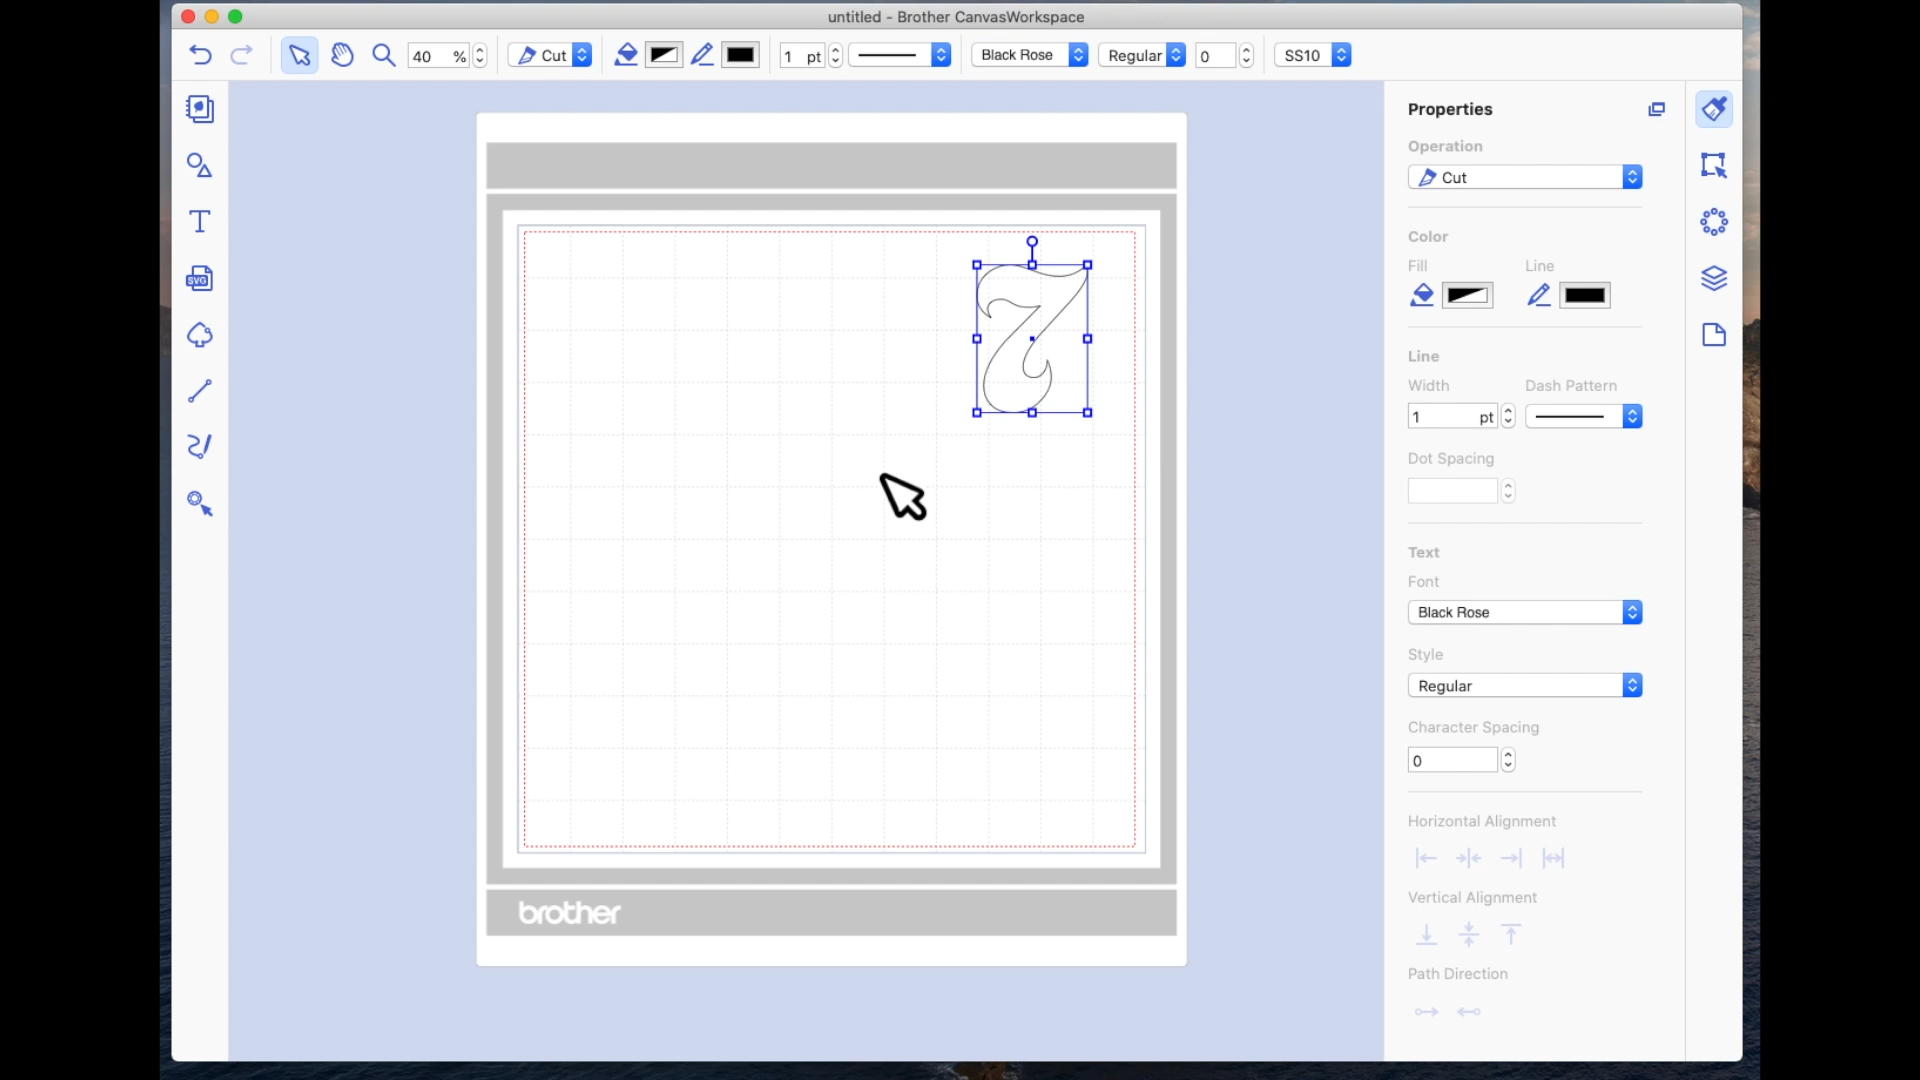 untitled - Brother CanvasWorkspace
40 % Cut 1 pt Black Rose Regular 0 SS10
SVG
7
brother
Properties
Operation
Cut
Color
Fill Line
Line
Width Dash Pattern
1 pt
Dot Spacing
Text
Font
Black Rose
Style
Regular
Character Spacing
0
Horizontal Alignment
Vertical Alignment
Path Direction